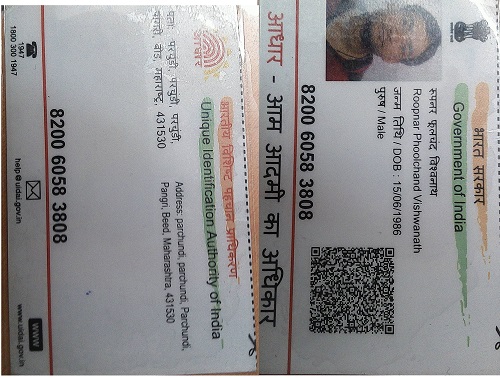 भारत सरकार
Government of India
रुपनर फुलचंद विश्वनाथ
Roopnar Phoolchand Vishwanath
जन्म तिथि / DOB : 15/06/1986
पुरुष / Male
8200 6058 3808
आधार - आम आदमी का अधिकार
भारतीय विशिष्ट पहचान प्राधिकरण
Unique Identification Authority of India
आधार
पता: परचुंडी, परचुंडी, परचुंडी,
पांगरी, बीड, महाराष्ट्र, 431530
Address: parchundi, parchundi, Parchundi,
Pangri, Beed, Maharashtra, 431530
8200 6058 3808
1947
1800 300 1947
help@uidai.gov.in
www
www.uidai.gov.in